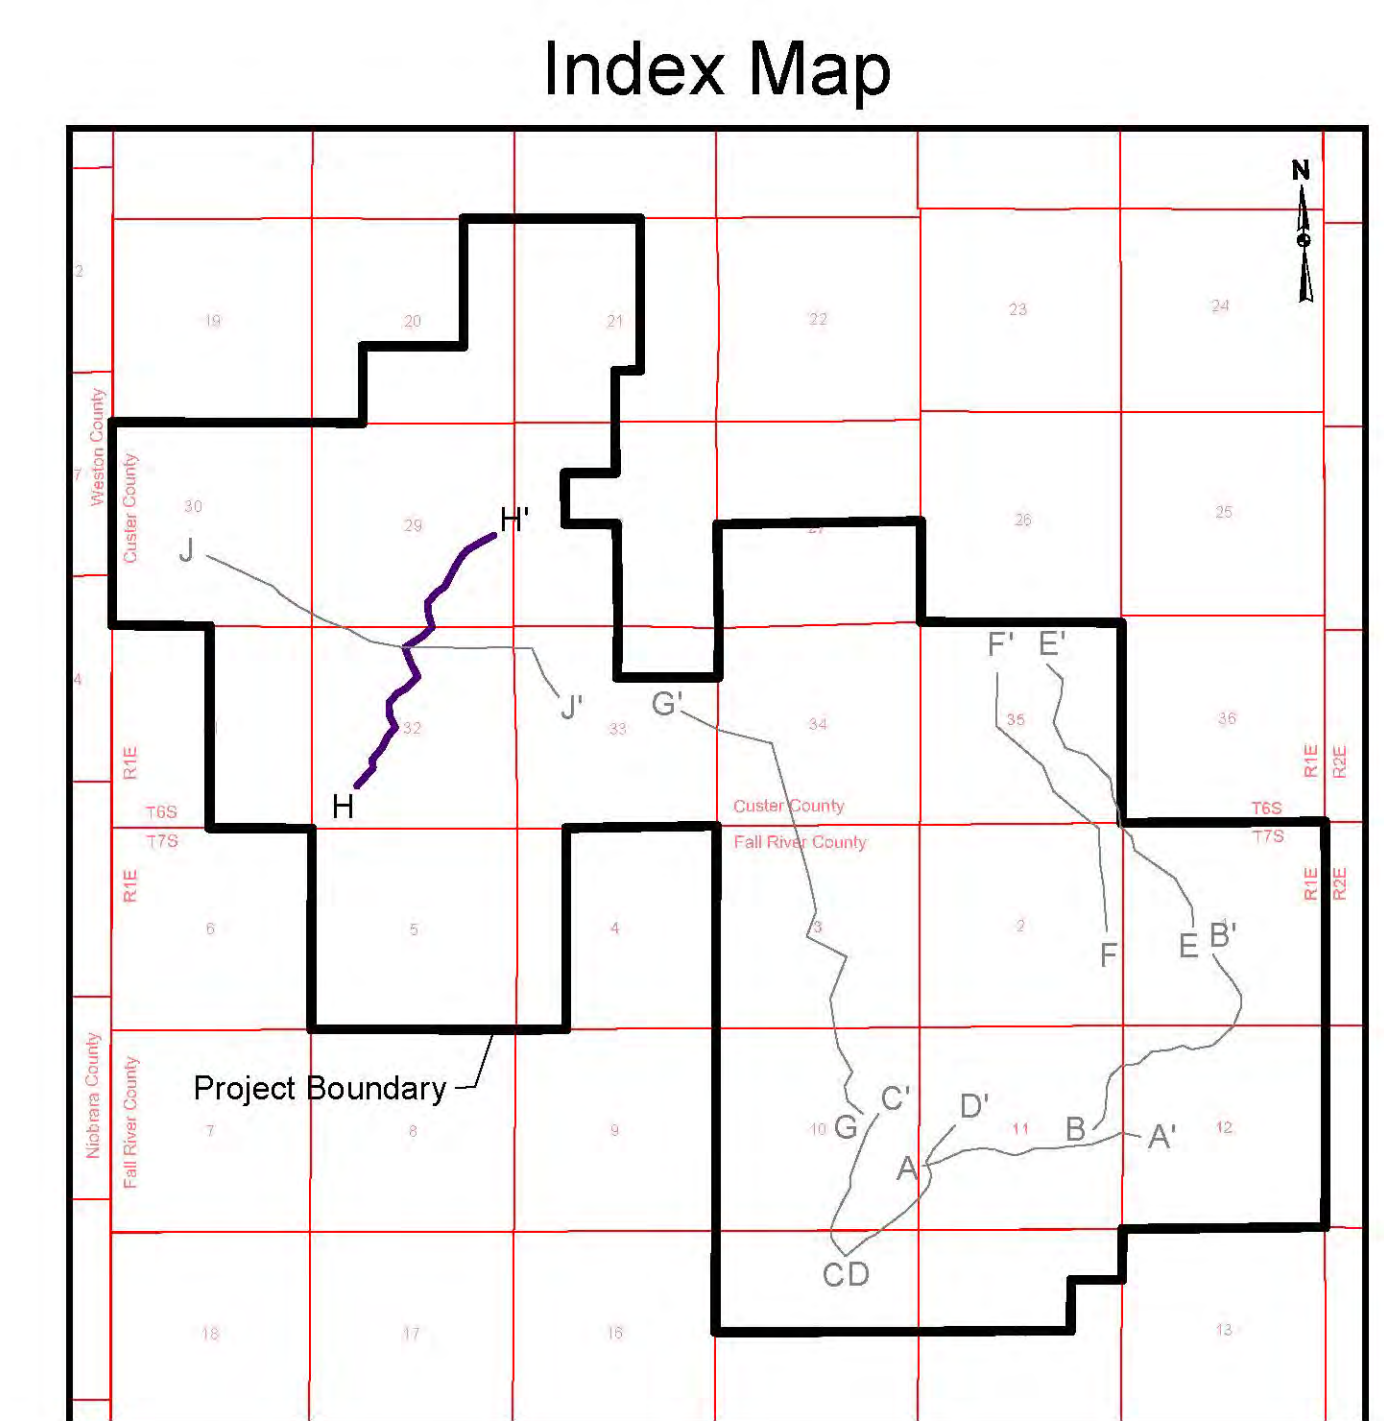 Index Map
N
2
19
20
21
22
23
24
Weston County
Custer County
7
30
29
H'
27
26
25
J
F'
E'
4
J'
G'
32
33
34
35
36
R1E
R1E
R2E
H
T6S
Custer County
T6S
T7S
Fall River County
T7S
R1E
R1E
R2E
6
5
4
3
2
F
E
B'
Niobrara County
Fall River County
Project Boundary
C'
D'
7
8
9
10
G
11
B
A'
12
A
CD
18
17
16
13